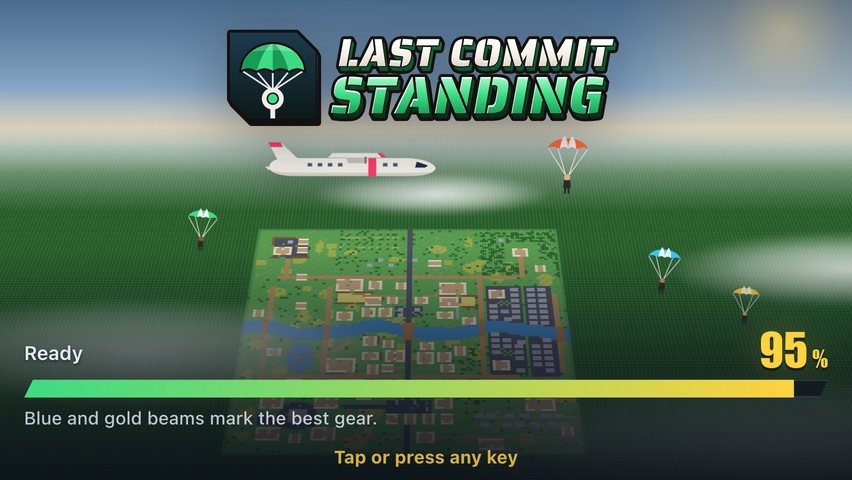 LAST COMMIT
STANDING
Ready
95%
Blue and gold beams mark the best gear.
Tap or press any key